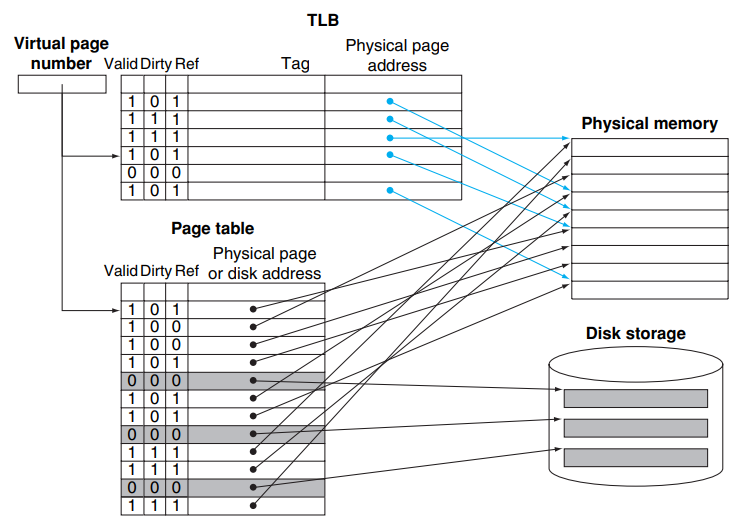 TLB
Virtual page
number
Valid Dirty Ref
Tag
Physical page
address
1 0 1
1 1 1
1 1 1
1 0 1
0 0 0
1 0 1
Physical memory
Page table
Physical page
Valid Dirty Ref or disk address
1 0 1
1 0 0
1 0 0
1 0 1
0 0 0
1 0 1
1 0 1
0 0 0
1 1 1
1 1 1
0 0 0
1 1 1
Disk storage